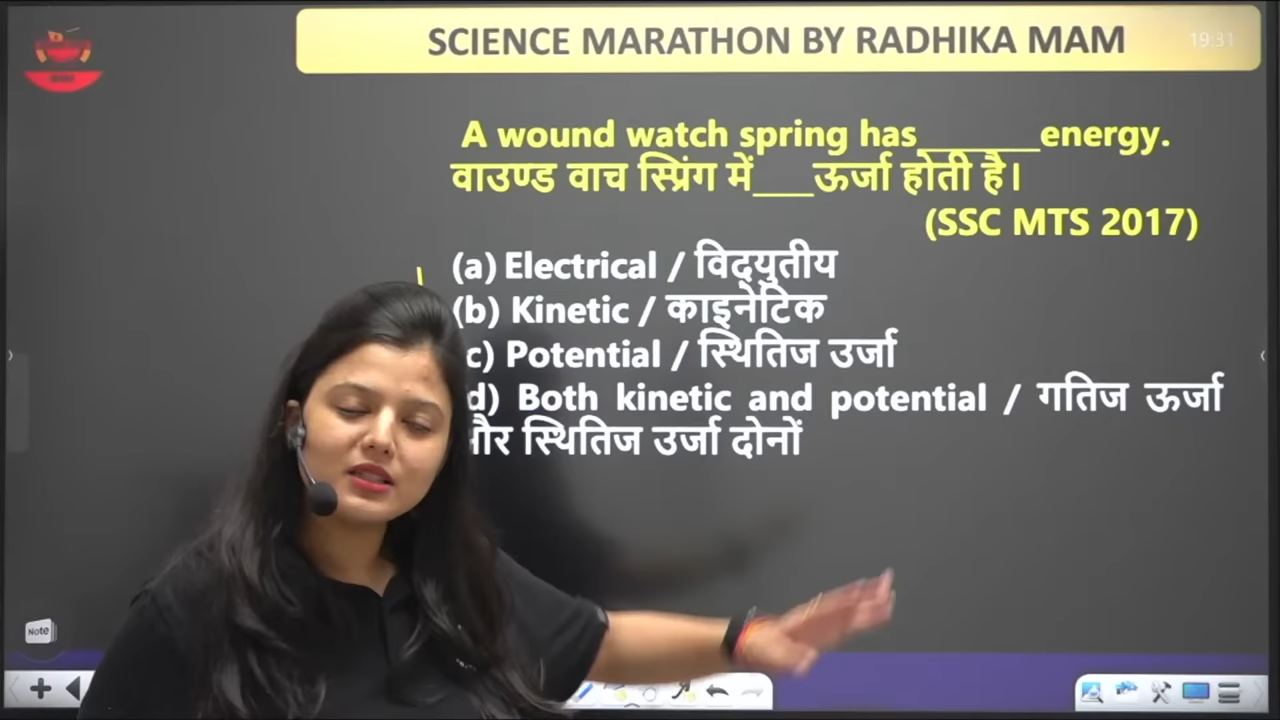 SCIENCE MARATHON BY RADHIKA MAM
19:31
A wound watch spring has______energy.
वाउण्ड वाच स्प्रिंग में___ऊर्जा होती है।
(SSC MTS 2017)
(a) Electrical / विद्युतीय
(b) Kinetic / काइनेटिक
c) Potential / स्थितिज उर्जा
d) Both kinetic and potential / गतिज ऊर्जा
और स्थितिज उर्जा दोनों
Note